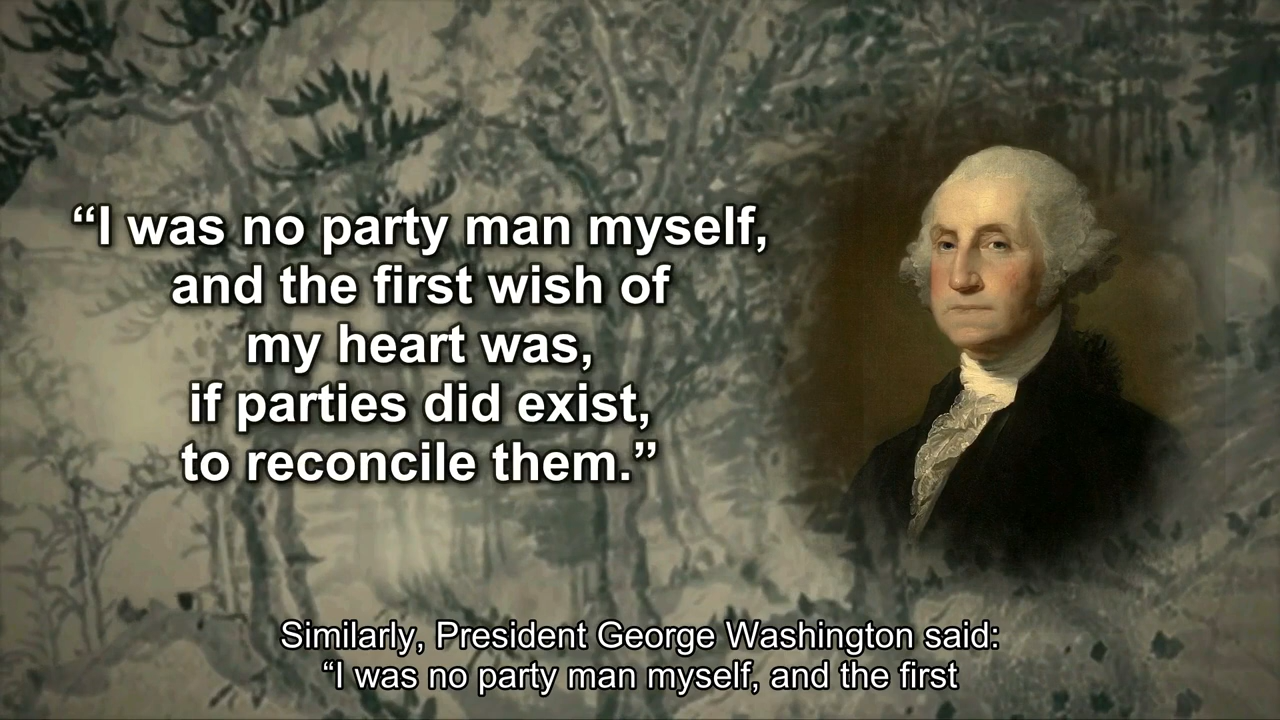 “I was no party man myself,
and the first wish of
my heart was,
if parties did exist,
to reconcile them.”
Similarly, President George Washington said:
“I was no party man myself, and the first